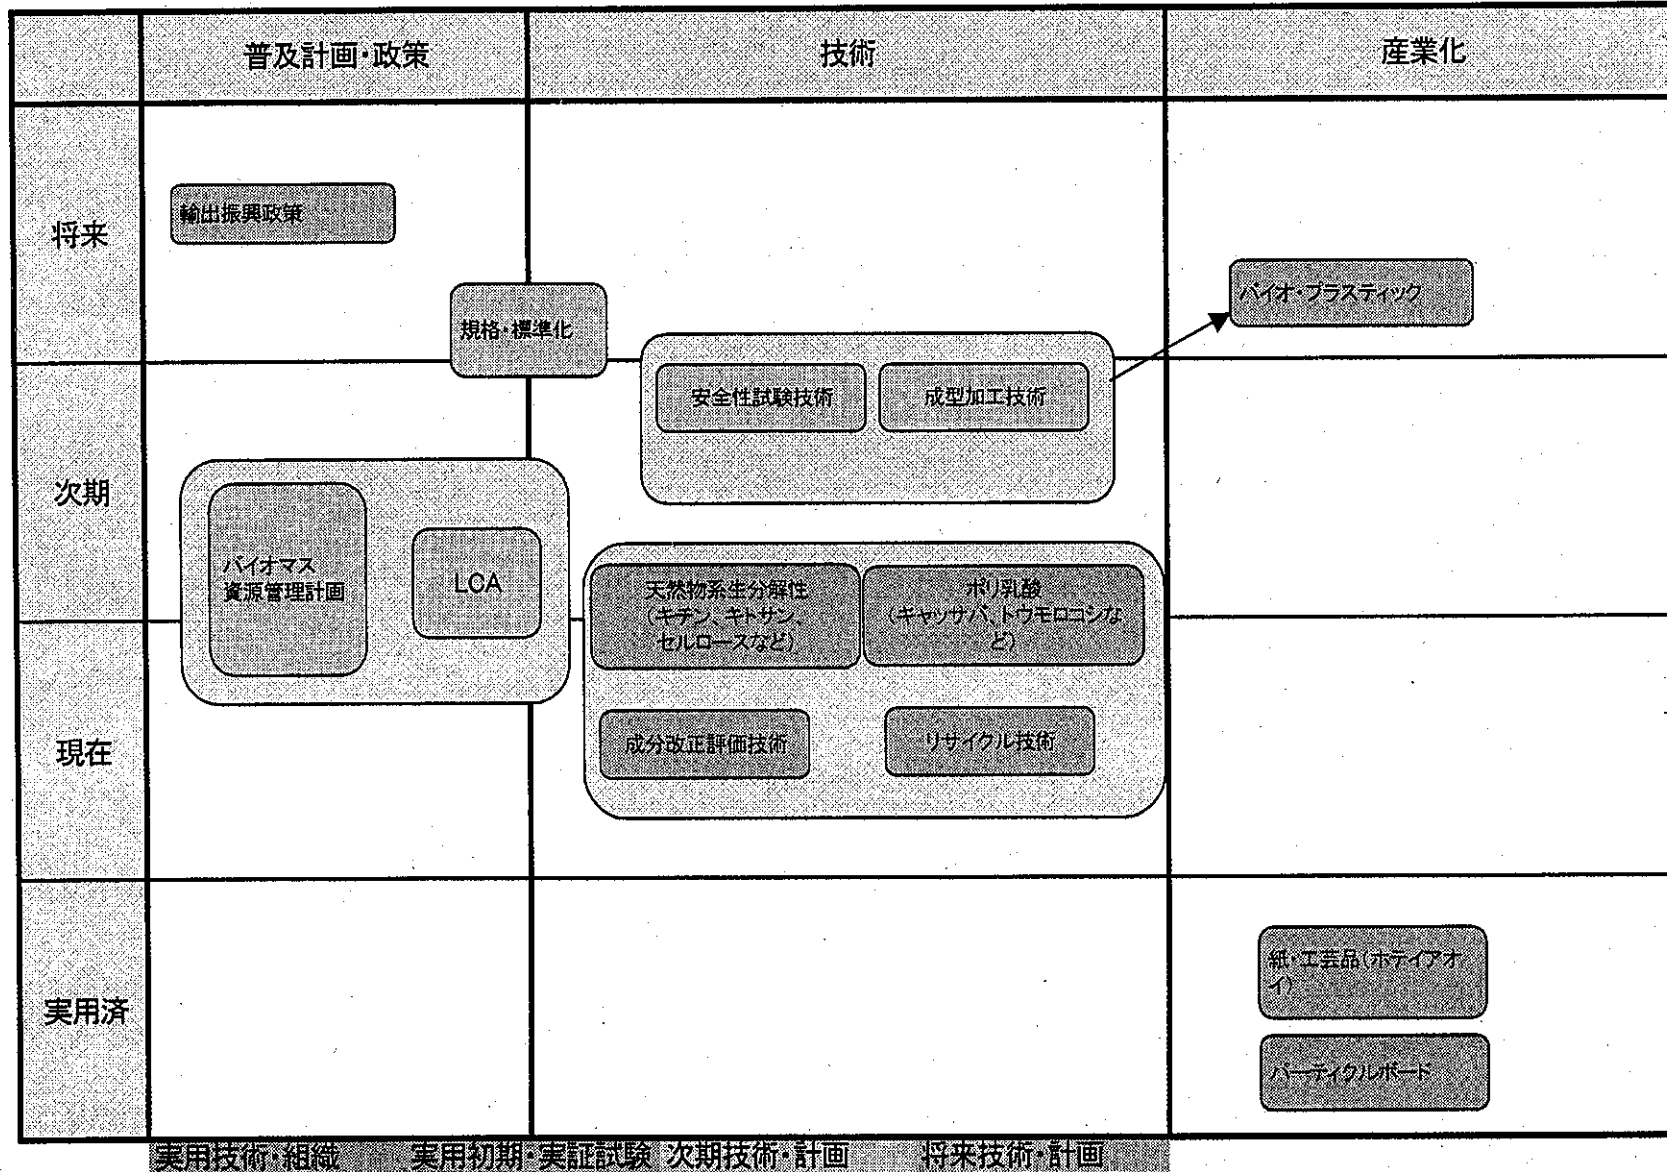 普及計画・政策
技術
産業化
将来
輸出振興政策
規格・標準化
バイオ・プラスティック
次期
安全性試験技術
成型加工技術
バイオマス
資源管理計画
LCA
天然物系生分解性
(キチン、キトサン、
セルロースなど)
ポリ乳酸
(キャッサバ、トウモロコシな
ど)
現在
成分改正評価技術
リサイクル技術
実用済
紙・工芸品(ホテイアオ
イ)
パーティクルボード
実用技術・組織
実用初期・実証試験
次期技術・計画
将来技術・計画